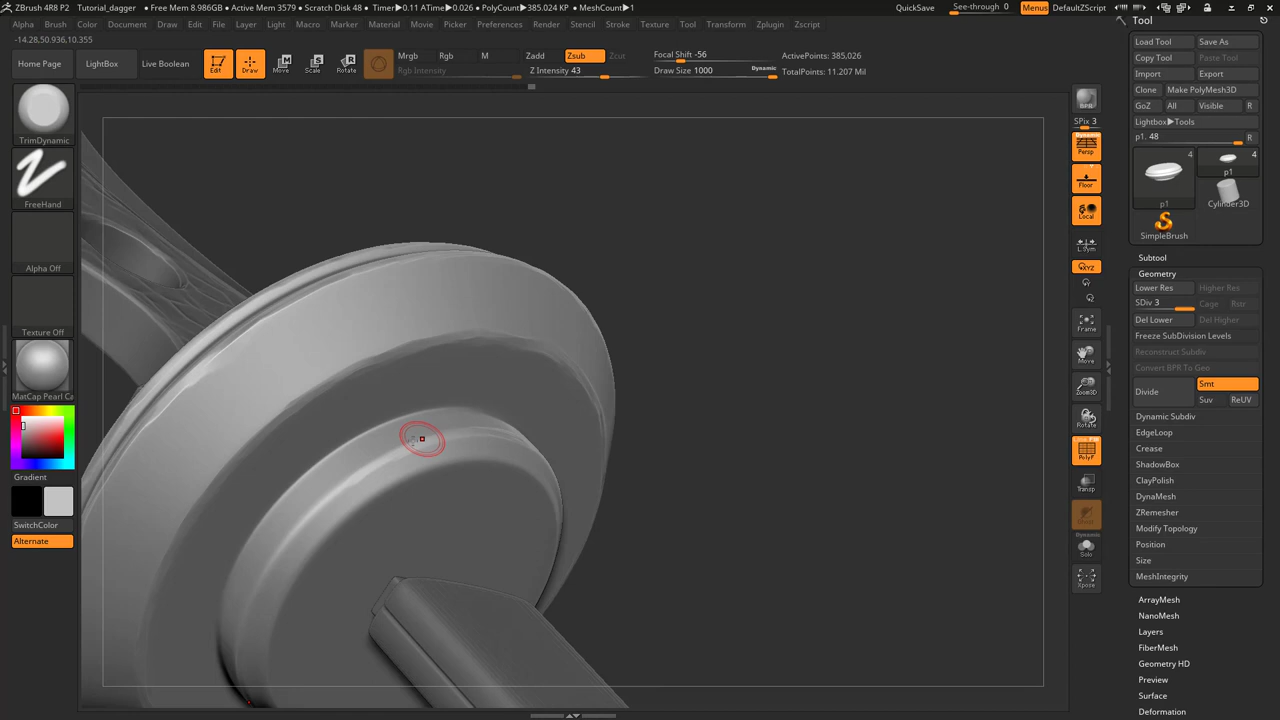 ZBrush 4R8 P2 Tutorial_dagger • Free Mem 8.986GB • Active Mem 3579 • Scratch Disk 48 • Timer▶0.11 ATime▶0.026 • PolyCount▶385.024 KP • MeshCount▶1 QuickSave See-through 0 Menus DefaultZScript
Alpha Brush Color Document Draw Edit File Layer Light Macro Marker Material Movie Picker Preferences Render Stencil Stroke Texture Tool Transform Zplugin Zscript
-14.28,50.936,10.355
Home Page LightBox Live Boolean
Edit Draw Move Scale Rotate
Mrgb Rgb M
Rgb Intensity
Zadd Zsub Zcut
Z Intensity 43
Focal Shift -56
Draw Size 1000 Dynamic
ActivePoints: 385,026
TotalPoints: 11.207 Mil
TrimDynamic
FreeHand
Alpha Off
Texture Off
MatCap Pearl Ca
Gradient
SwitchColor
Alternate
BPR
SPix 3
Dynamic
Persp
Floor
Local
L.Sym
XYZ
Frame
Move
Zoom3D
Rotate
Line Fill
PolyF
Transp
Dynamic
Solo
Xpose
Tool
Load Tool Save As
Copy Tool Paste Tool
Import Export
Clone Make PolyMesh3D
GoZ All Visible R
Lightbox▶Tools
p1. 48 R
4 4
p1
p1 Cylinder3D
SimpleBrush
Subtool
Geometry
Lower Res Higher Res
SDiv 3 Cage Rstr
Del Lower Del Higher
Freeze SubDivision Levels
Reconstruct Subdiv
Convert BPR To Geo
Divide Smt
Suv ReUV
Dynamic Subdiv
EdgeLoop
Crease
ShadowBox
ClayPolish
DynaMesh
ZRemesher
Modify Topology
Position
Size
MeshIntegrity
ArrayMesh
NanoMesh
Layers
FiberMesh
Geometry HD
Preview
Surface
Deformation